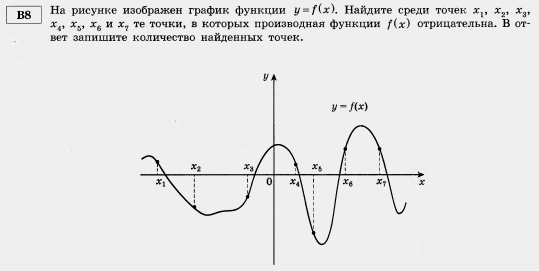 B8
На рисунке изображен график функции y = f(x). Найдите среди точек x₁, x₂, x₃,
x₄, x₅, x₆ и x₇ те точки, в которых производная функции f(x) отрицательна. В от-
вет запишите количество найденных точек.
y
y = f(x)
x₂ x₃ x₅
x₁ 0 x₄ x₆ x₇ x